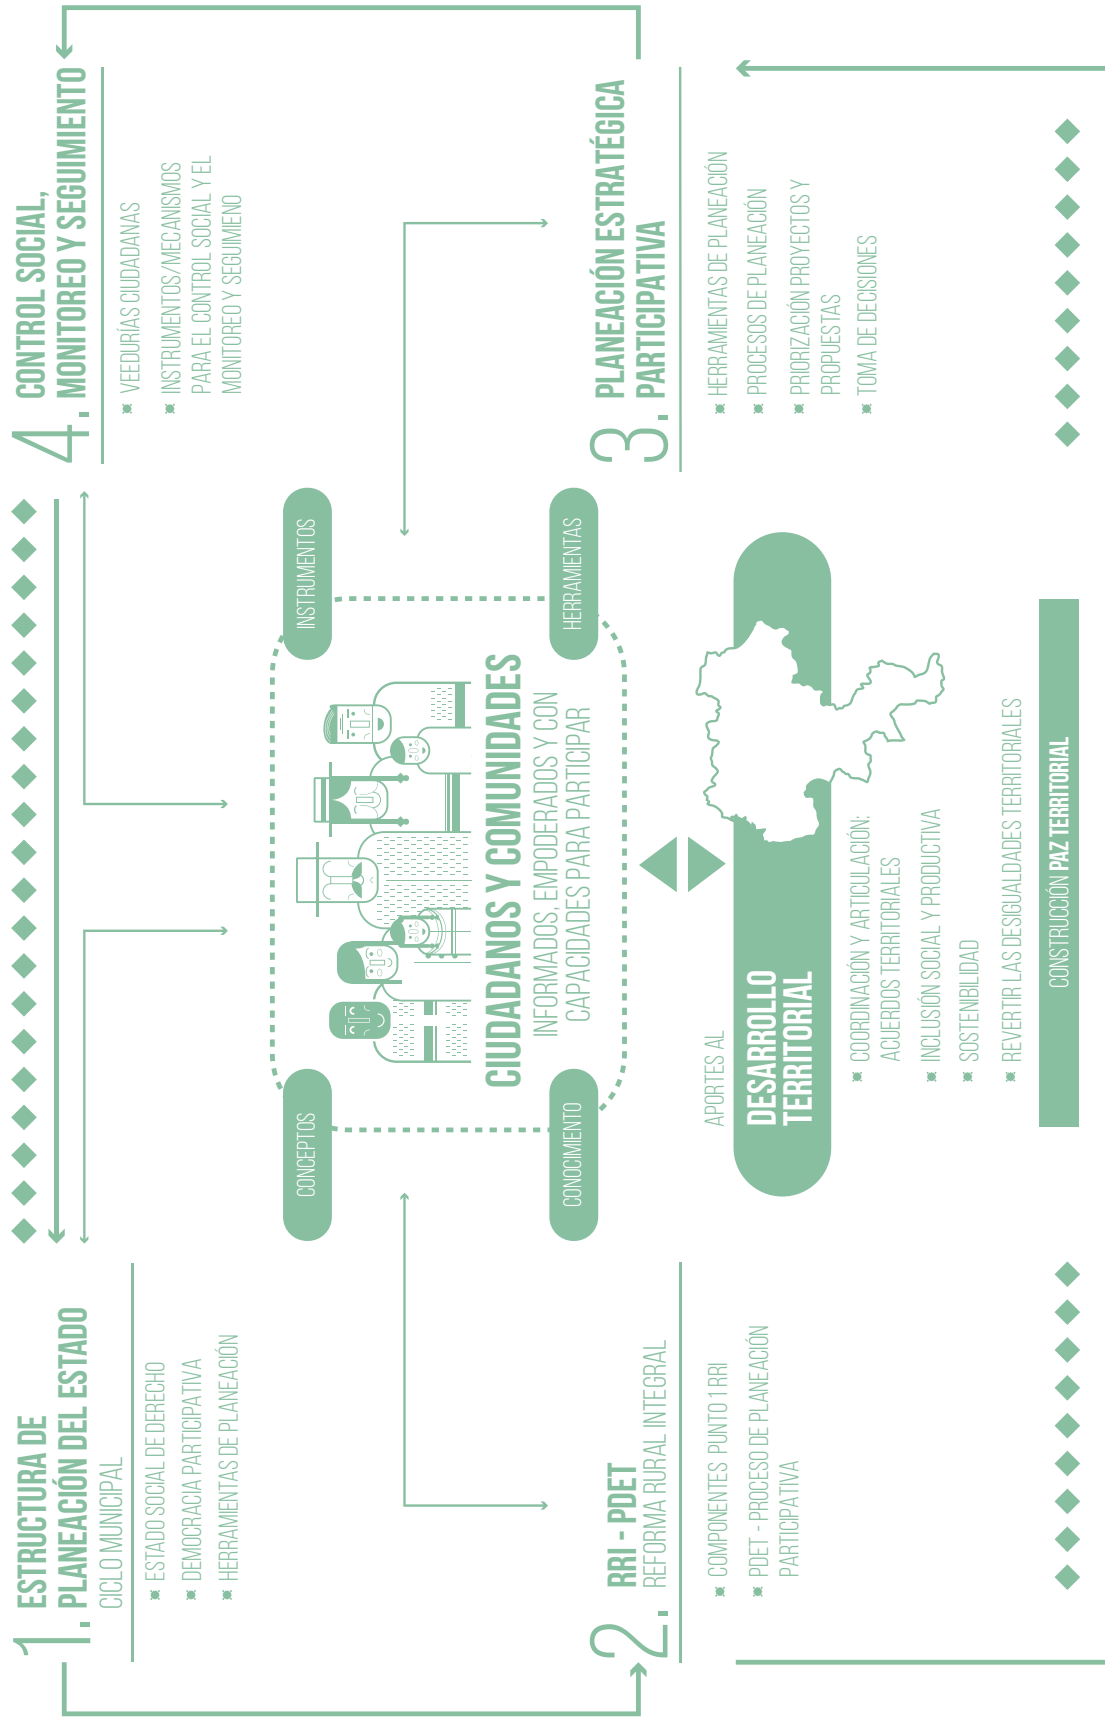 1.
ESTRUCTURA DE
PLANEACIÓN DEL ESTADO
CICLO MUNICIPAL
ESTADO SOCIAL DE DERECHO
DEMOCRACIA PARTICIPATIVA
HERRAMIENTAS DE PLANEACIÓN
4.
CONTROL SOCIAL,
MONITOREO Y SEGUIMIENTO
VEEDURÍAS CIUDADANAS
INSTRUMENTOS/MECANISMOS
PARA EL CONTROL SOCIAL Y EL
MONITOREO Y SEGUIMIENO
CONCEPTOS
INSTRUMENTOS
CIUDADANOS Y COMUNIDADES
INFORMADOS, EMPODERADOS Y CON
CAPACIDADES PARA PARTICIPAR
CONOCIMIENTO
HERRAMIENTAS
2.
RRI - PDET
REFORMA RURAL INTEGRAL
COMPONENTES PUNTO 1 RRI
PDET - PROCESO DE PLANEACIÓN
PARTICIPATIVA
3.
PLANEACIÓN ESTRATÉGICA
PARTICIPATIVA
HERRAMIENTAS DE PLANEACIÓN
PROCESOS DE PLANEACIÓN
PRIORIZACIÓN PROYECTOS Y
PROPUESTAS
TOMA DE DECISIONES
APORTES AL
DESARROLLO
TERRITORIAL
COORDINACIÓN Y ARTICULACIÓN:
ACUERDOS TERRITORIALES
INCLUSIÓN SOCIAL Y PRODUCTIVA
SOSTENIBILIDAD
REVERTIR LAS DESIGUALDADES TERRITORIALES
CONSTRUCCIÓN PAZ TERRITORIAL